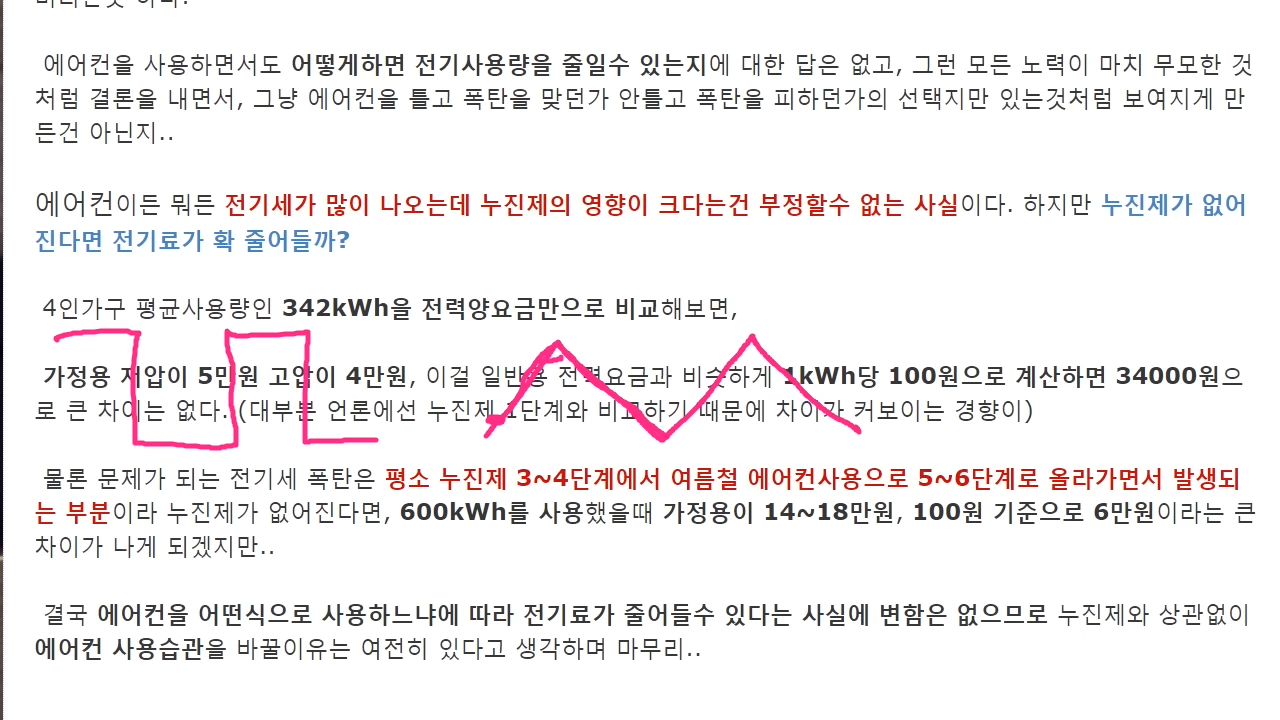 에어컨을 사용하면서도 어떻게하면 전기사용량을 줄일수 있는지에 대한 답은 없고, 그런 모든 노력이 마치 무모한 것
처럼 결론을 내면서, 그냥 에어컨을 틀고 폭탄을 맞던가 안틀고 폭탄을 피하던가의 선택지만 있는것처럼 보여지게 만
든건 아닌지..
에어컨이든 뭐든 전기세가 많이 나오는데 누진제의 영향이 크다는건 부정할수 없는 사실이다. 하지만 누진제가 없어
진다면 전기료가 확 줄어들까?
4인가구 평균사용량인 342kWh을 전력양요금만으로 비교해보면,
가정용 저압이 5만원 고압이 4만원, 이걸 일반용 전력요금과 비슷하게 1kWh당 100원으로 계산하면 34000원으
로 큰 차이는 없다. (대부분 언론에선 누진제 1단계와 비교하기 때문에 차이가 커보이는 경향이)
물론 문제가 되는 전기세 폭탄은 평소 누진제 3~4단계에서 여름철 에어컨사용으로 5~6단계로 올라가면서 발생되
는 부분이라 누진제가 없어진다면, 600kWh를 사용했을때 가정용이 14~18만원, 100원 기준으로 6만원이라는 큰
차이가 나게 되겠지만..
결국 에어컨을 어떤식으로 사용하느냐에 따라 전기료가 줄어들수 있다는 사실에 변함은 없으므로 누진제와 상관없이
에어컨 사용습관을 바꿀이유는 여전히 있다고 생각하며 마무리..